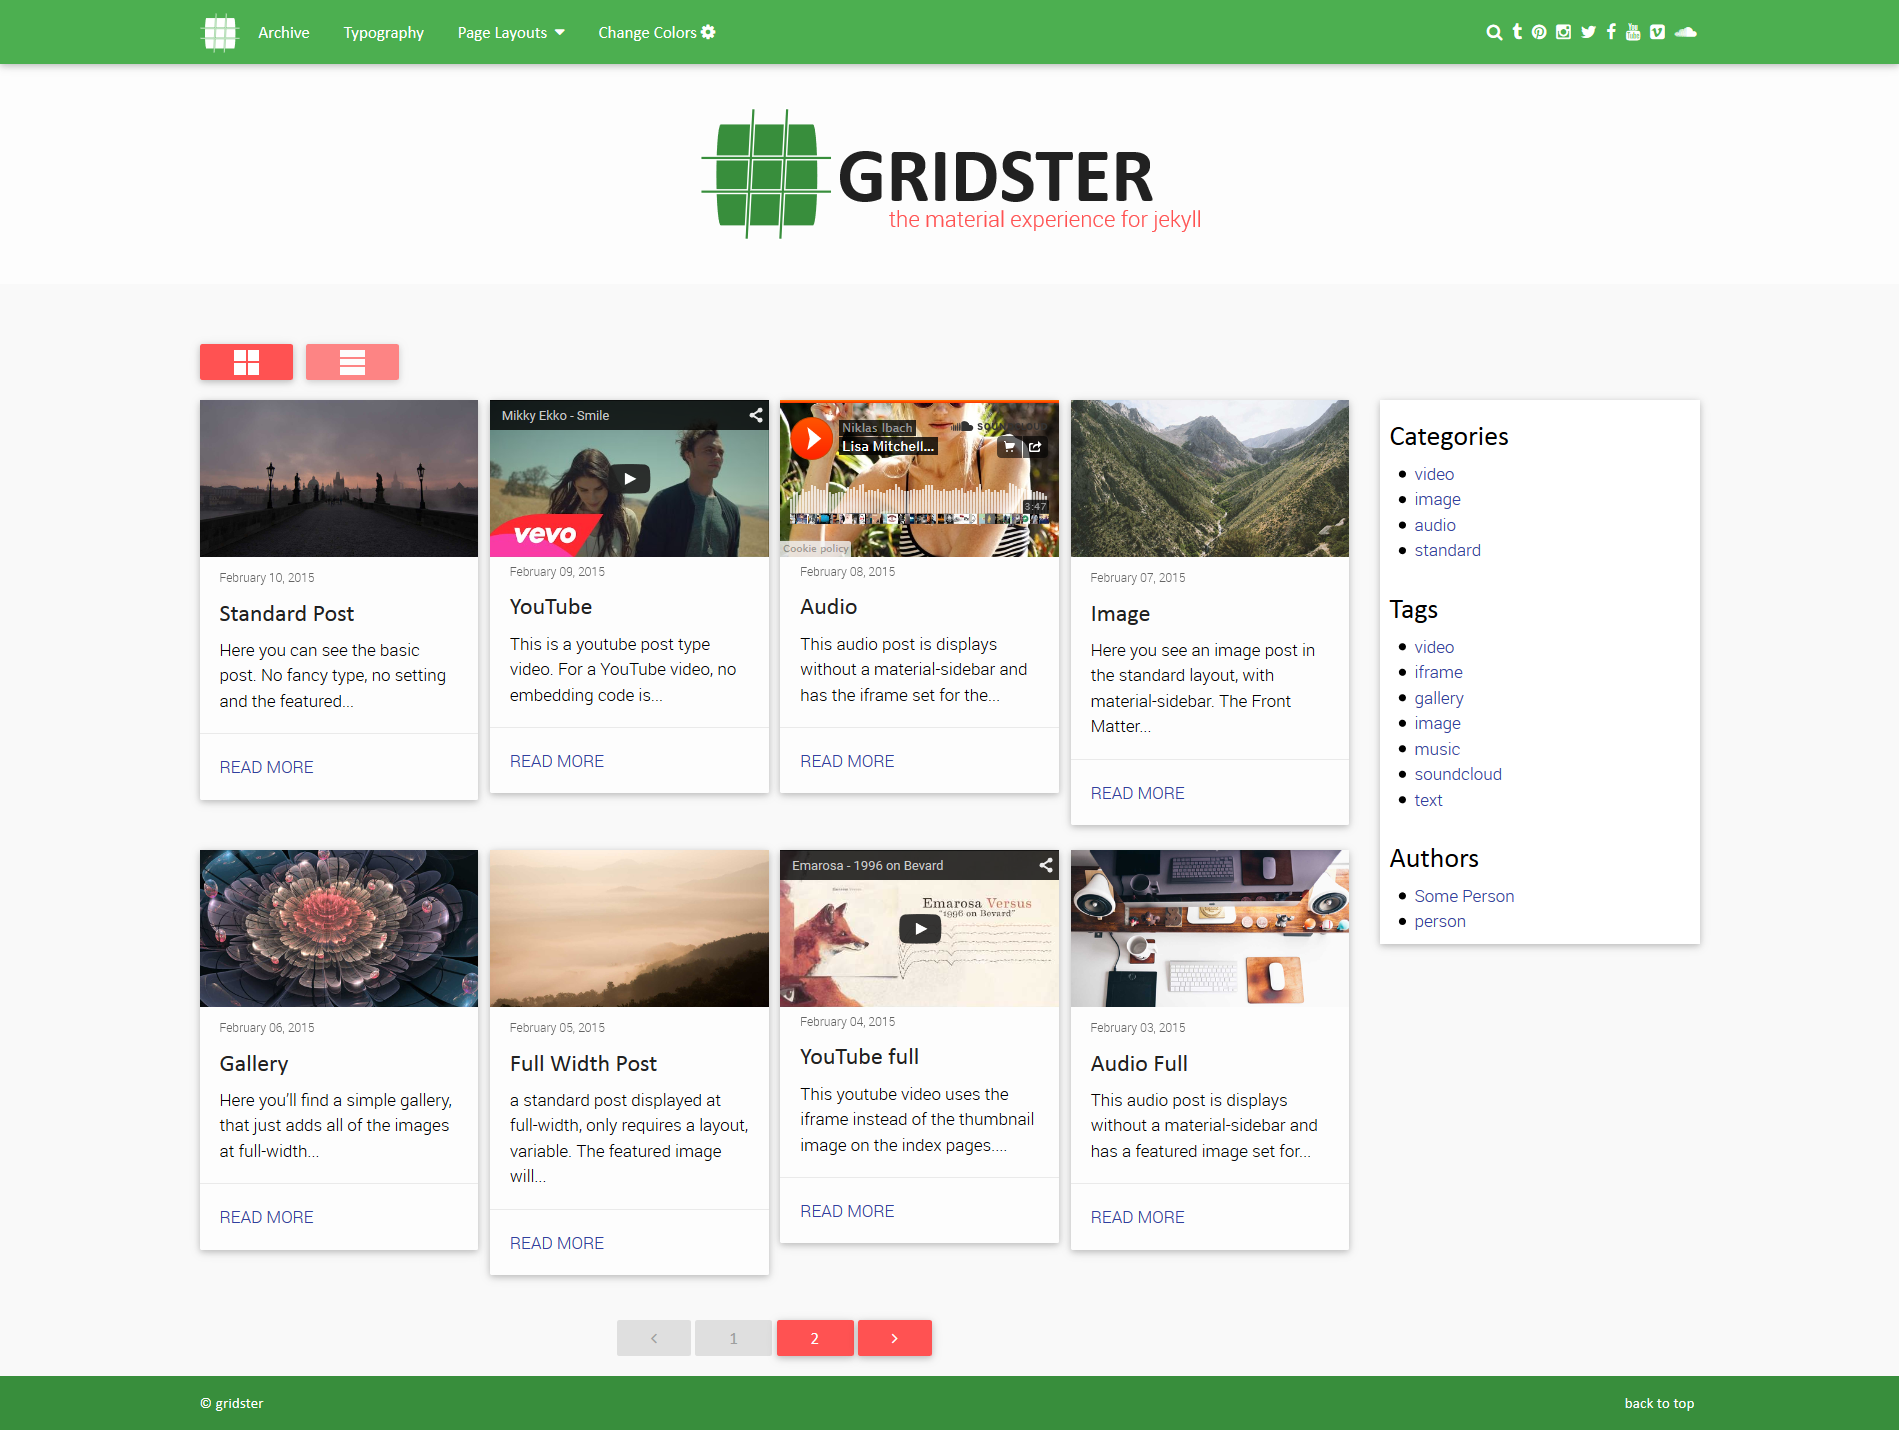 Archive
Typography
Page Layouts
Change Colors
GRIDSTER
the material experience for jekyll
Mikky Ekko - Smile
vevo
February 10, 2015
Standard Post
Here you can see the basic
post. No fancy type, no setting
and the featured...
READ MORE
February 09, 2015
YouTube
This is a youtube post type
video. For a YouTube video, no
embedding code is...
READ MORE
Niklas Ibach
Lisa Mitchell...
3:47
Cookie policy
February 08, 2015
Audio
This audio post is displays
without a material-sidebar and
has the iframe set for the...
READ MORE
February 07, 2015
Image
Here you see an image post in
the standard layout, with
material-sidebar. The Front
Matter...
READ MORE
February 06, 2015
Gallery
Here you'll find a simple gallery,
that just adds all of the images
at full-width...
READ MORE
February 05, 2015
Full Width Post
a standard post displayed at
full-width, only requires a layout,
variable. The featured image
will...
READ MORE
Emarosa - 1996 on Bevard
Emarosa Versus
"1996 on Bevard"
February 04, 2015
YouTube full
This youtube video uses the
iframe instead of the thumbnail
image on the index pages....
READ MORE
February 03, 2015
Audio Full
This audio post is displays
without a material-sidebar and
has a featured image set for...
READ MORE
Categories
video
image
audio
standard
Tags
video
iframe
gallery
image
music
soundcloud
text
Authors
Some Person
person
1
2
© gridster
back to top